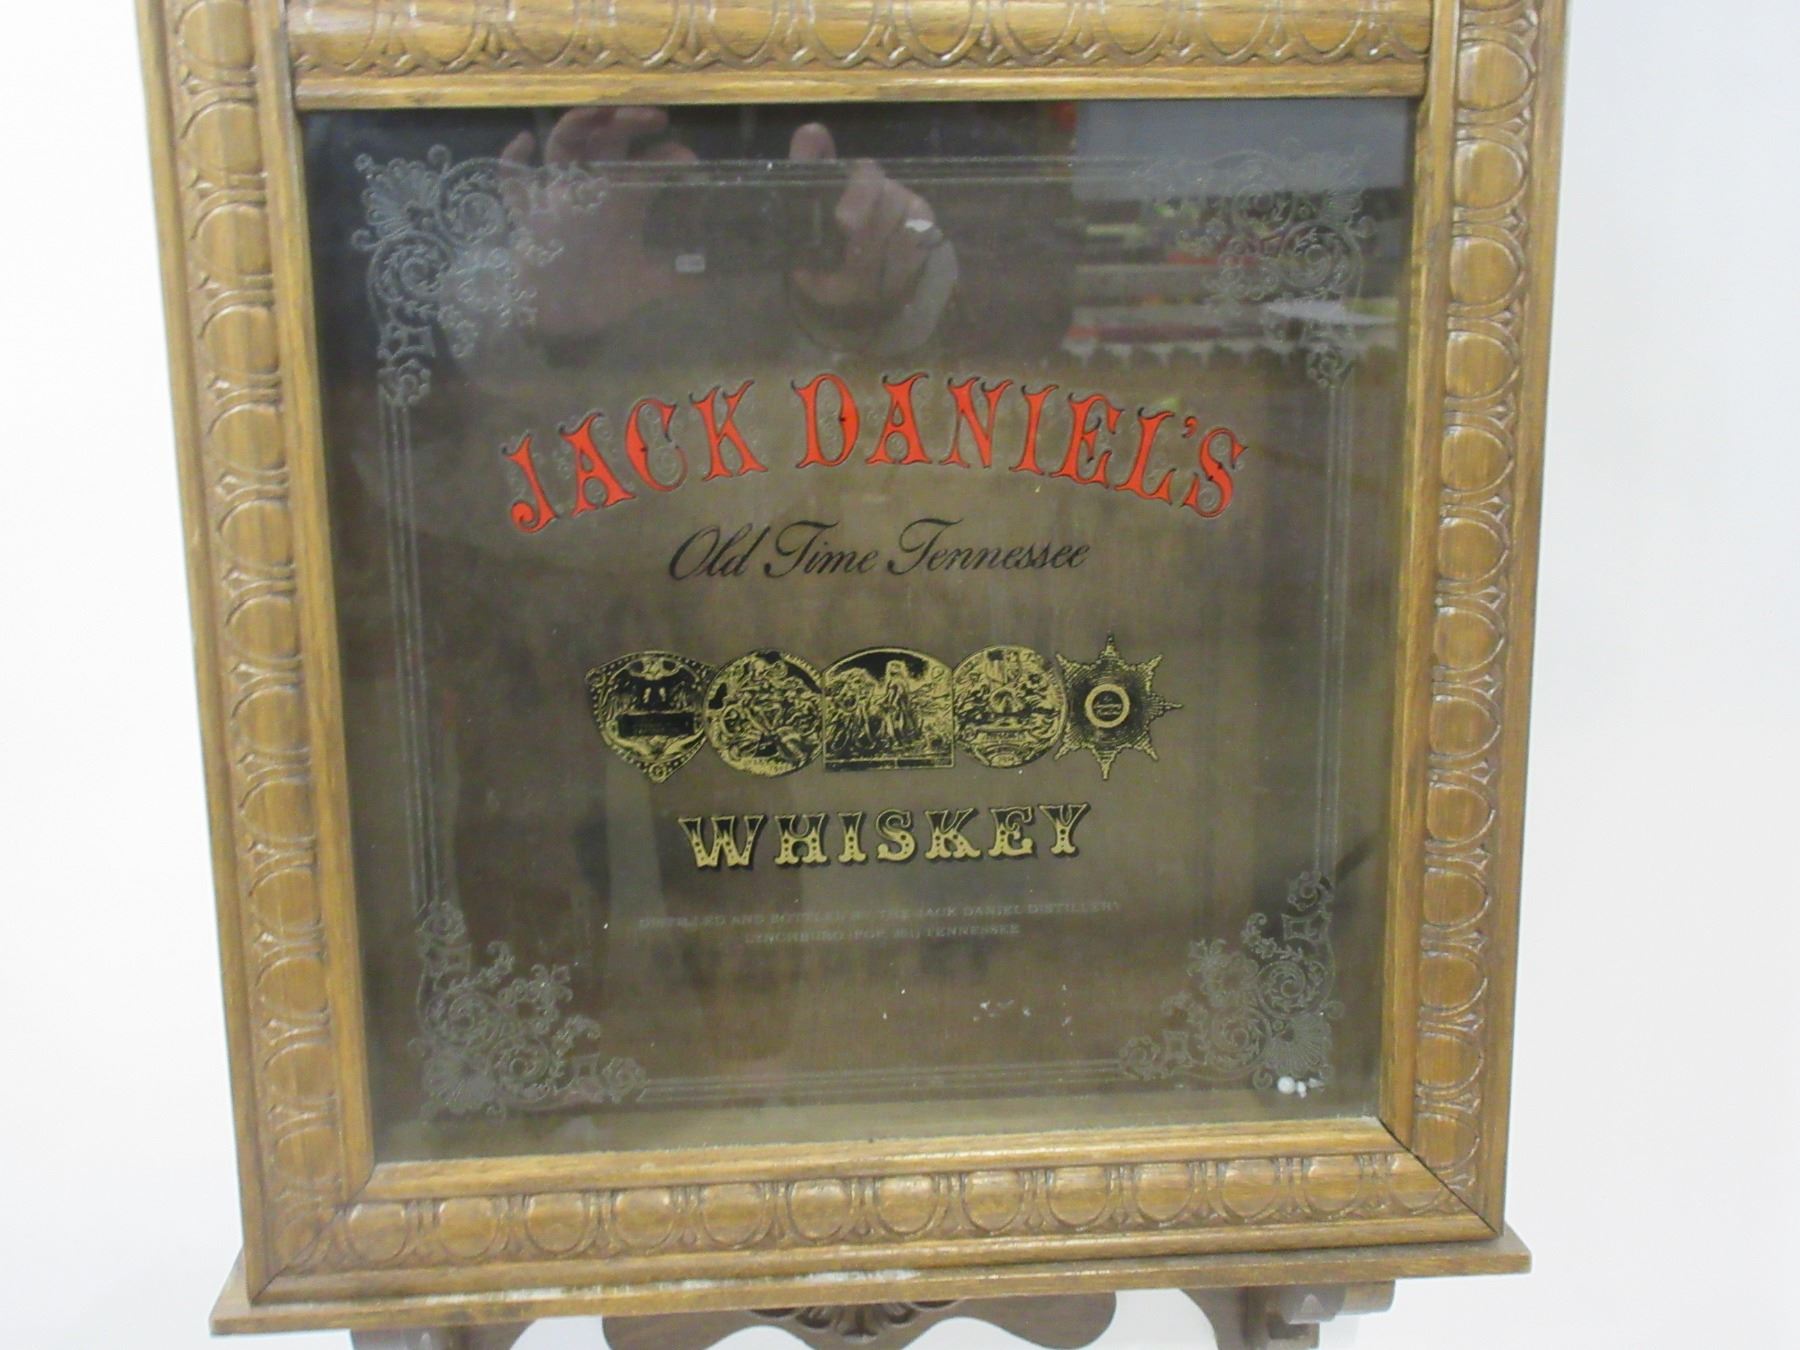 JACK DANIEL'S
Old Time Tennessee
WHISKEY
DISTILLED AND BOTTLED BY THE JACK DANIEL DISTILLERY
LYNCHBURG (POP. 361) TENNESSEE